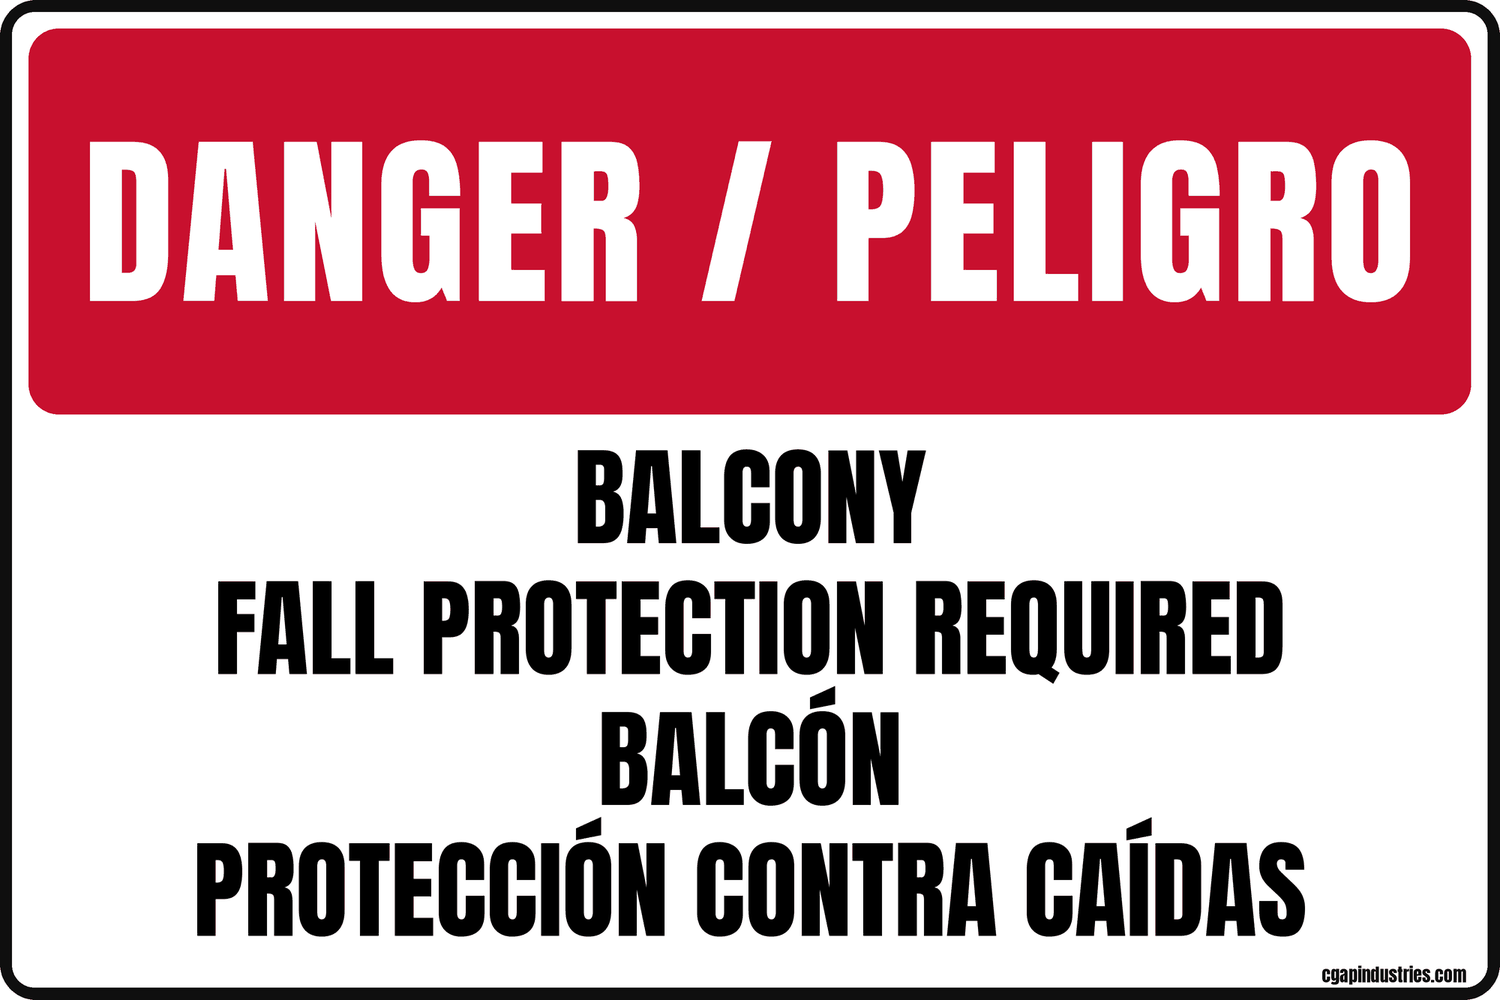 DANGER / PELIGRO
BALCONY
FALL PROTECTION REQUIRED
BALCÓN
PROTECCIÓN CONTRA CAÍDAS
cgapindustries.com